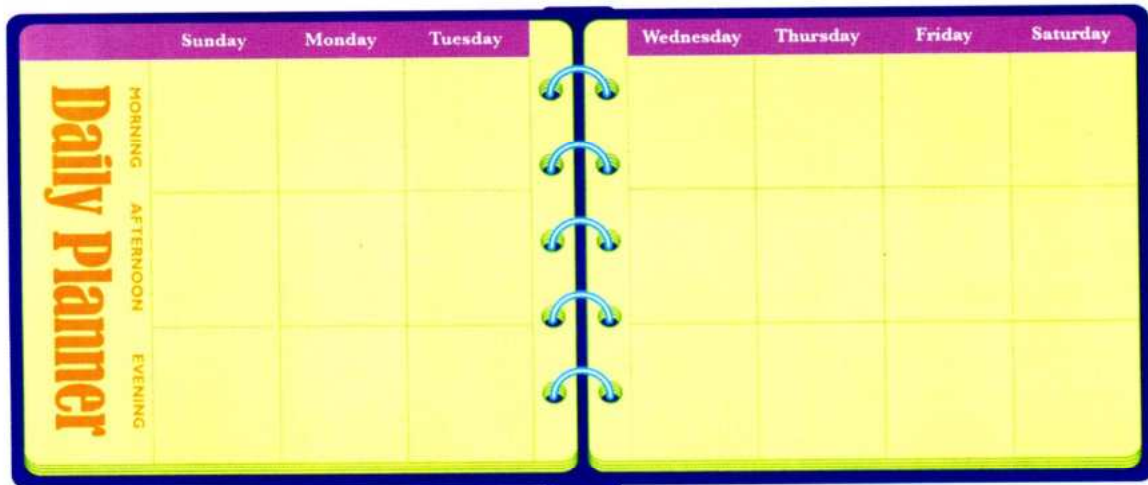 Sunday Monday Tuesday Wednesday Thursday Friday Saturday
Daily Planner
MORNING
AFTERNOON
EVENING